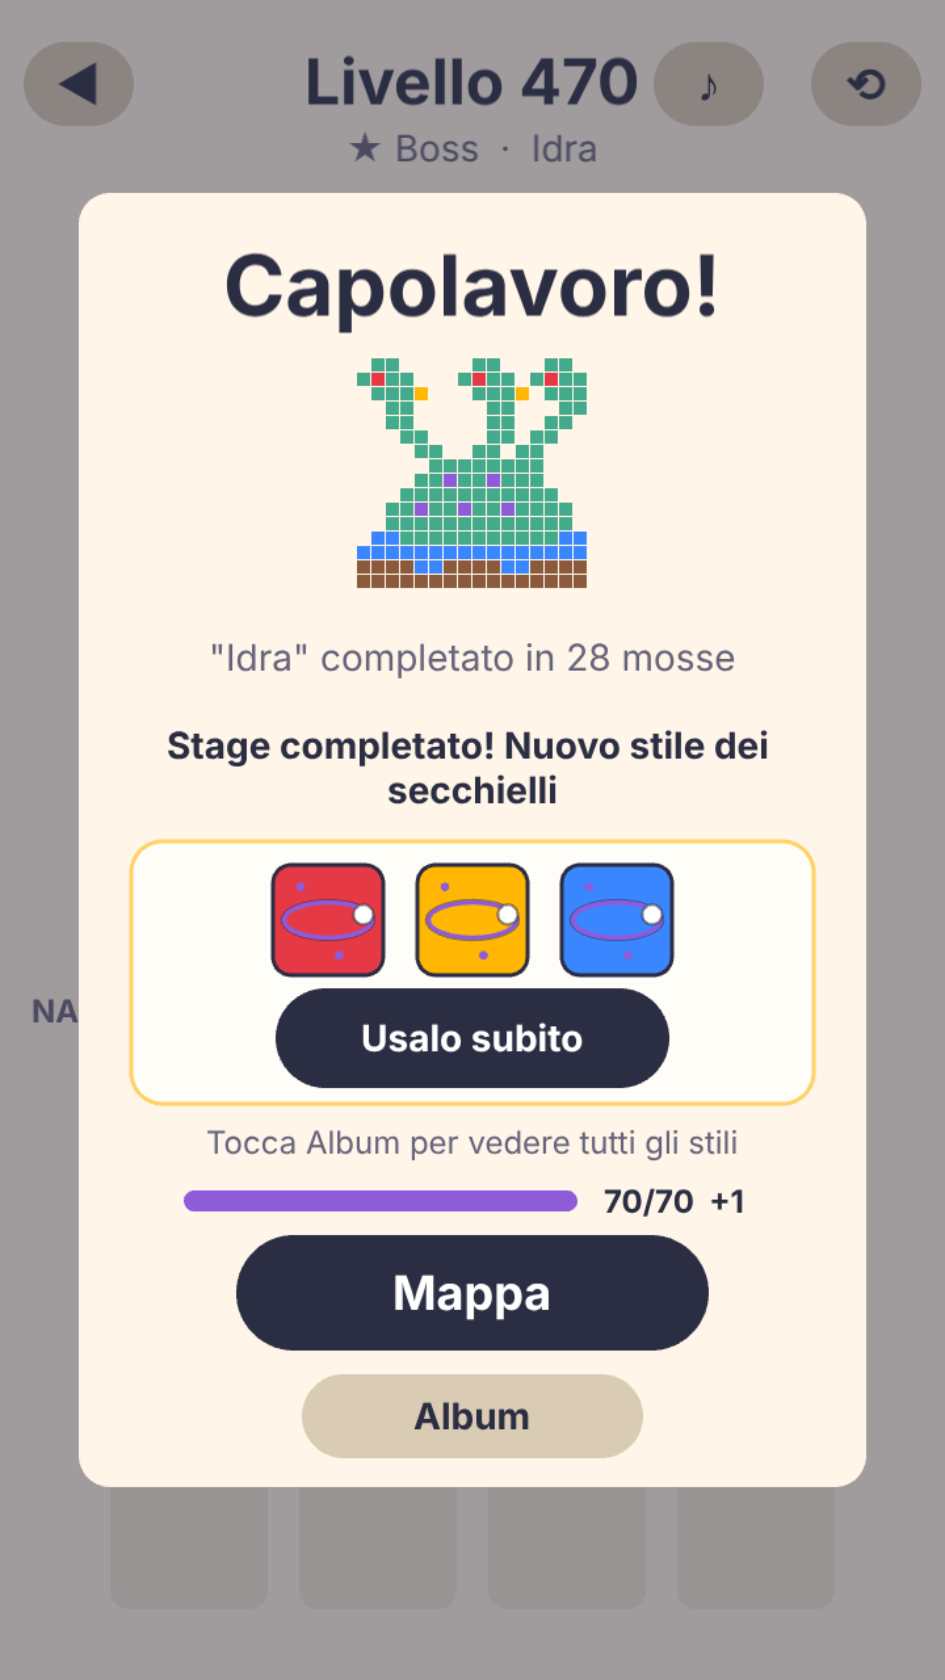 Livello 470
★ Boss · Idra
Capolavoro!
"Idra" completato in 28 mosse
Stage completato! Nuovo stile dei
secchielli
NA
Usalo subito
Tocca Album per vedere tutti gli stili
70/70 +1
Mappa
Album